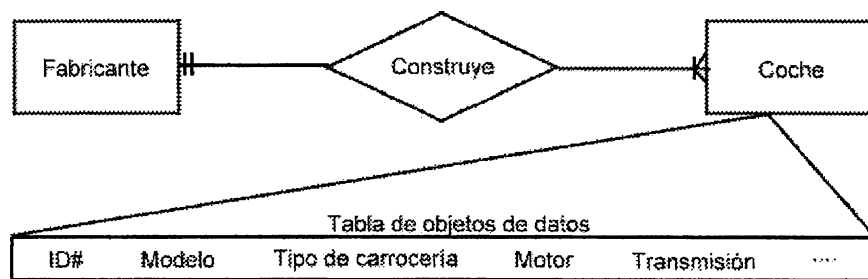 Fabricante Construye Coche
Tabla de objetos de datos
ID# Modelo Tipo de carrocería Motor Transmisión ....